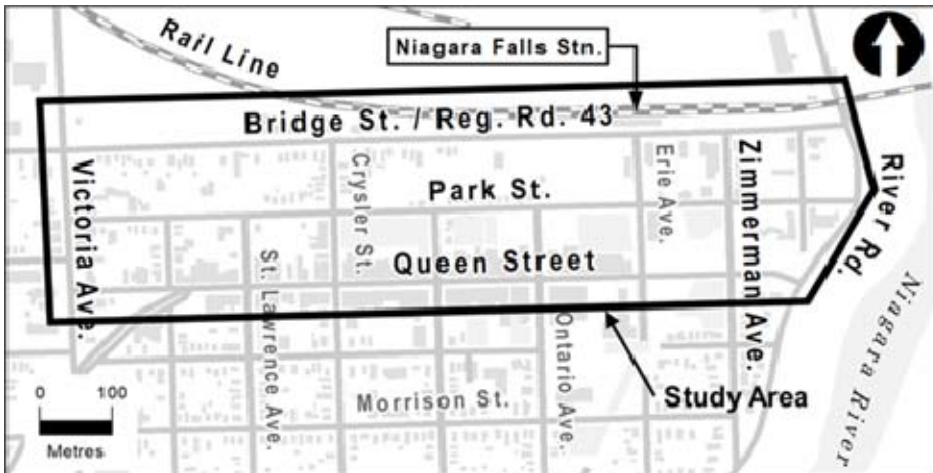 Rail Line
Niagara Falls Stn.
Bridge St. / Reg. Rd. 43
Victoria Ave.
Crysler St.
Park St.
Erie Ave.
Zimmerman Ave.
River Rd.
Queen Street
St. Lawrence Ave.
Ontario Ave.
Niagara River
Study Area
Morrison St.
0 100
Metres